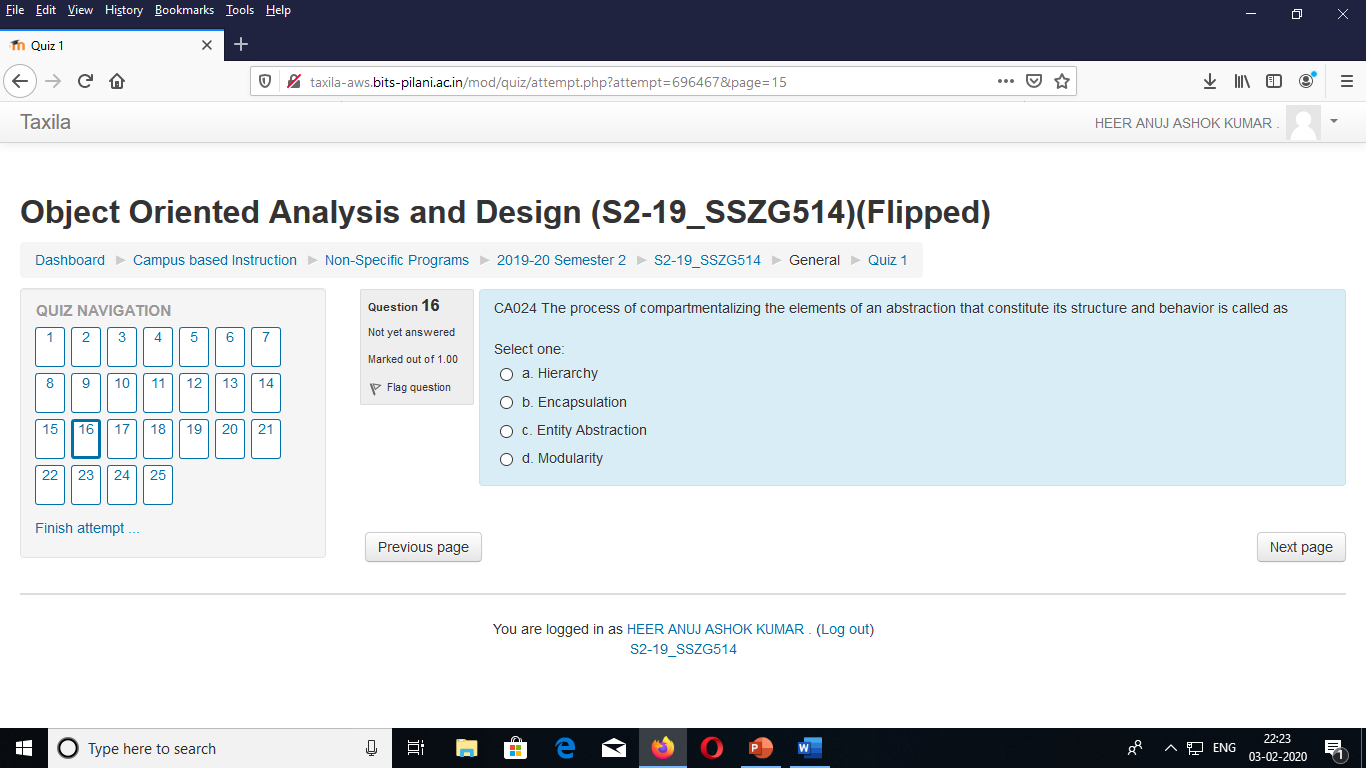 File Edit View History Bookmarks Tools Help
Quiz 1
taxila-aws.bits-pilani.ac.in/mod/quiz/attempt.php?attempt=696467&page=15
Taxila
HEER ANUJ ASHOK KUMAR .
Object Oriented Analysis and Design (S2-19_SSZG514)(Flipped)
Dashboard Campus based Instruction Non-Specific Programs 2019-20 Semester 2 S2-19_SSZG514 General Quiz 1
QUIZ NAVIGATION
1 2 3 4 5 6 7
8 9 10 11 12 13 14
15 16 17 18 19 20 21
22 23 24 25
Finish attempt ...
Question 16
Not yet answered
Marked out of 1.00
Flag question
CA024 The process of compartmentalizing the elements of an abstraction that constitute its structure and behavior is called as
Select one:
a. Hierarchy
b. Encapsulation
c. Entity Abstraction
d. Modularity
Previous page
Next page
You are logged in as HEER ANUJ ASHOK KUMAR . (Log out)
S2-19_SSZG514
Type here to search
ENG
22:23
03-02-2020
1